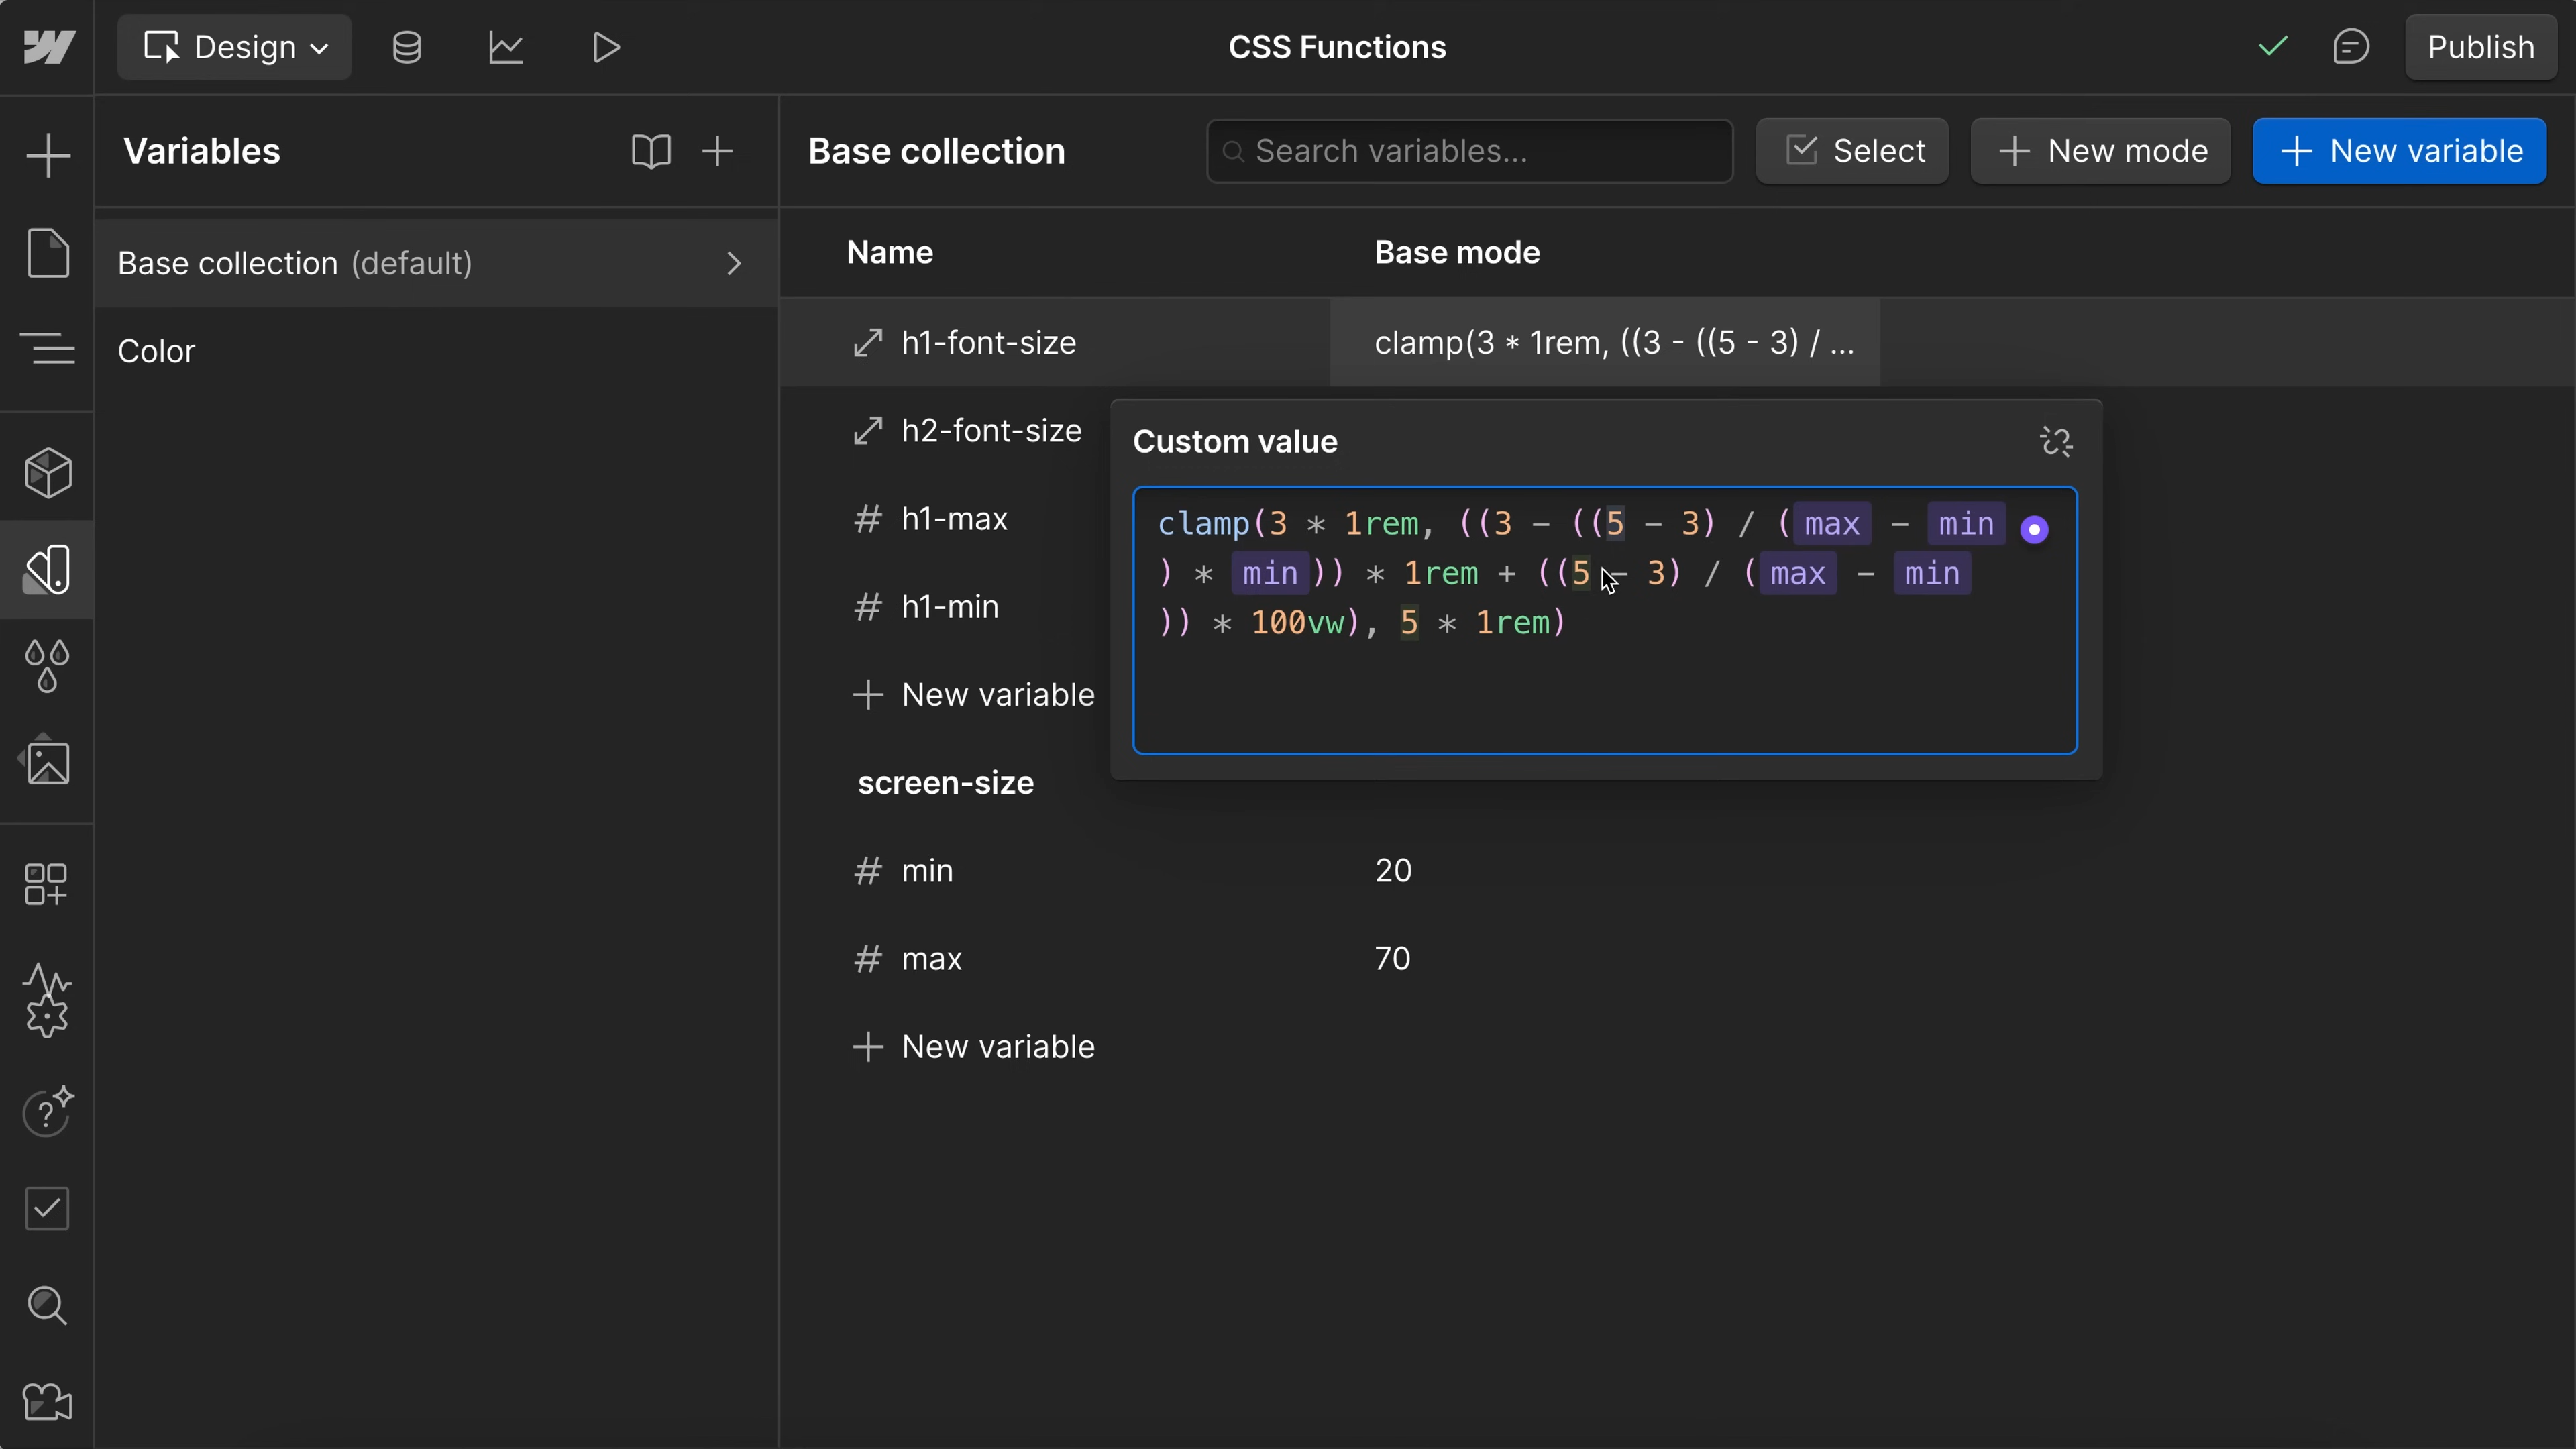 Design
CSS Functions
Publish
Variables
Base collection
Search variables...
Select
New mode
New variable
Base collection (default)
Color
Name
Base mode
h1-font-size
clamp(3 * 1rem, ((3 - ((5 - 3) / ...
h2-font-size
h1-max
h1-min
New variable
Custom value
clamp(3 * 1rem, ((3 - ((5 - 3) / (max - min
) * min)) * 1rem + ((5 - 3) / (max - min
)) * 100vw), 5 * 1rem)
screen-size
min
20
max
70
New variable